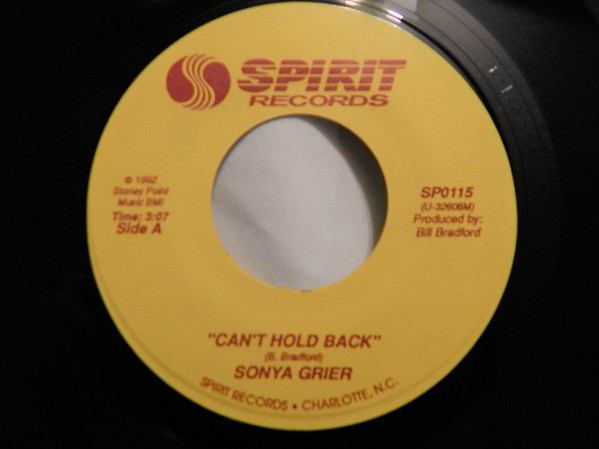 SPIRIT
RECORDS
© 1992
Stoney Point
Music BMI
Time: 3:07
Side A
SP0115
(U-32606M)
Produced by:
Bill Bradford
"CAN'T HOLD BACK"
(B. Bradford)
SONYA GRIER
SPIRIT RECORDS • CHARLOTTE, N.C.